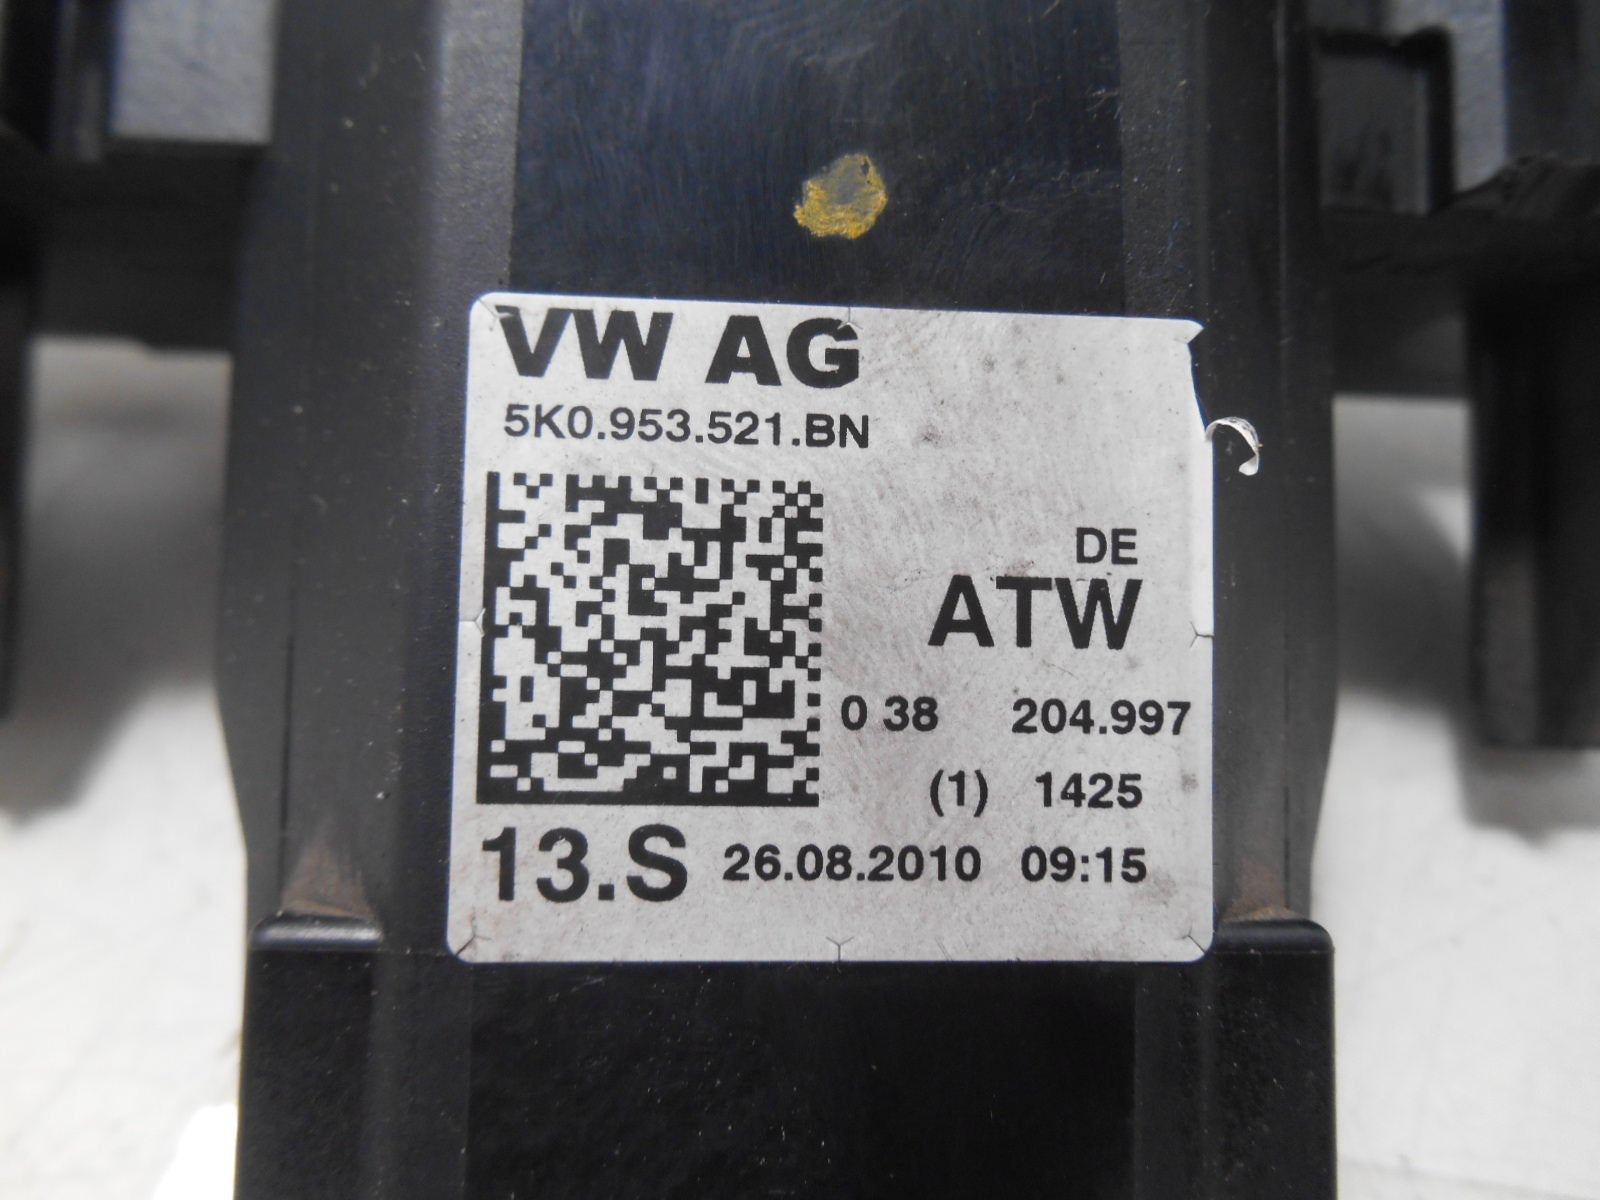 VW AG
5K0.953.521.BN
DE
ATW
0 38 204.997
(1) 1425
13.S 26.08.2010 09:15